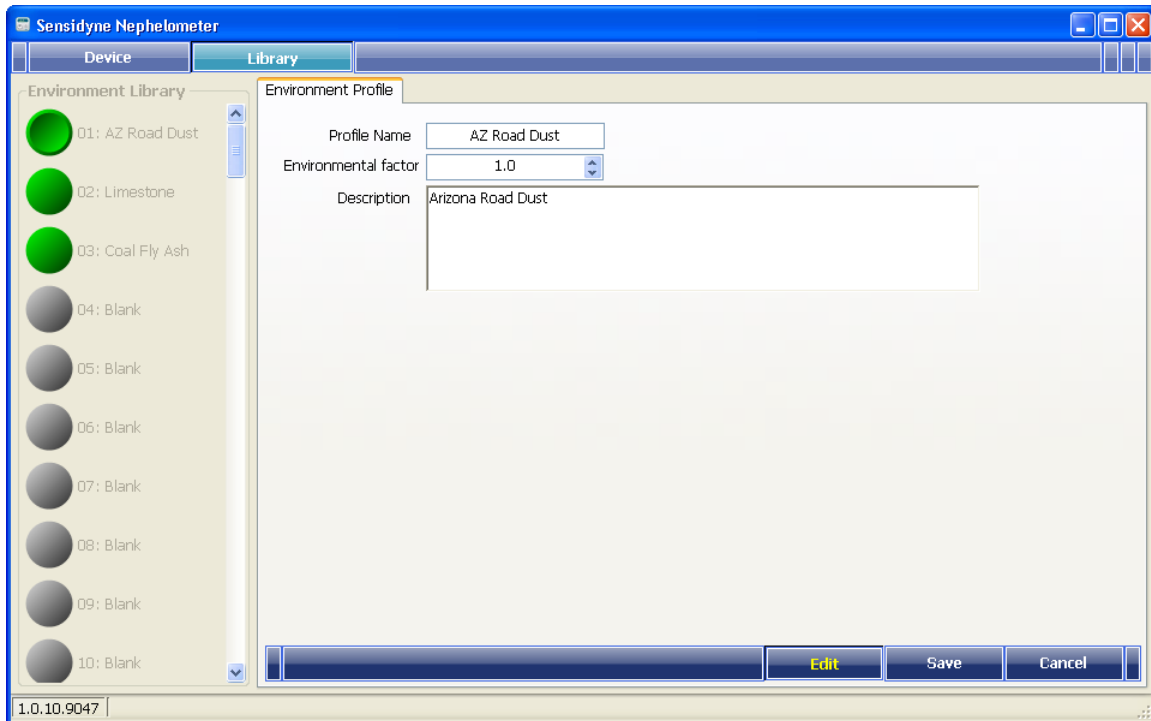 Sensidyne Nephelometer
Device Library
Environment Library
01: AZ Road Dust
02: Limestone
03: Coal Fly Ash
04: Blank
05: Blank
06: Blank
07: Blank
08: Blank
09: Blank
10: Blank
Environment Profile
Profile Name AZ Road Dust
Environmental factor 1.0
Description Arizona Road Dust
Edit Save Cancel
1.0.10.9047